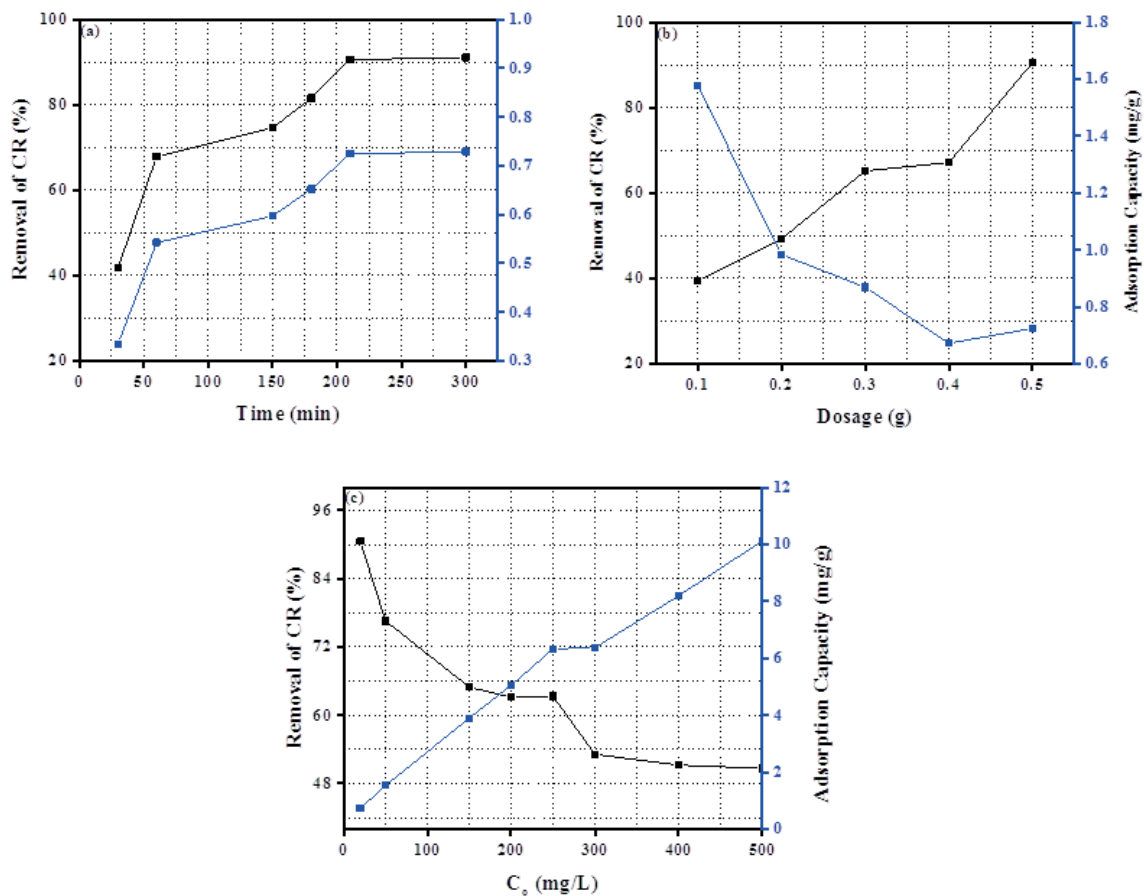 (a)
Removal of CR (%)
100
80
60
40
20
1.0
0.9
0.8
0.7
0.6
0.5
0.4
0.3
0 50 100 150 200 250 300
Time (min)
(b)
Removal of CR (%)
100
80
60
40
20
1.8
1.6
1.4
1.2
1.0
0.8
0.6
Adsorption Capacity (mg/g)
0.1 0.2 0.3 0.4 0.5
Dosage (g)
(c)
Removal of CR (%)
96
84
72
60
48
12
10
8
6
4
2
0
Adsorption Capacity (mg/g)
0 100 200 300 400 500
C₀ (mg/L)